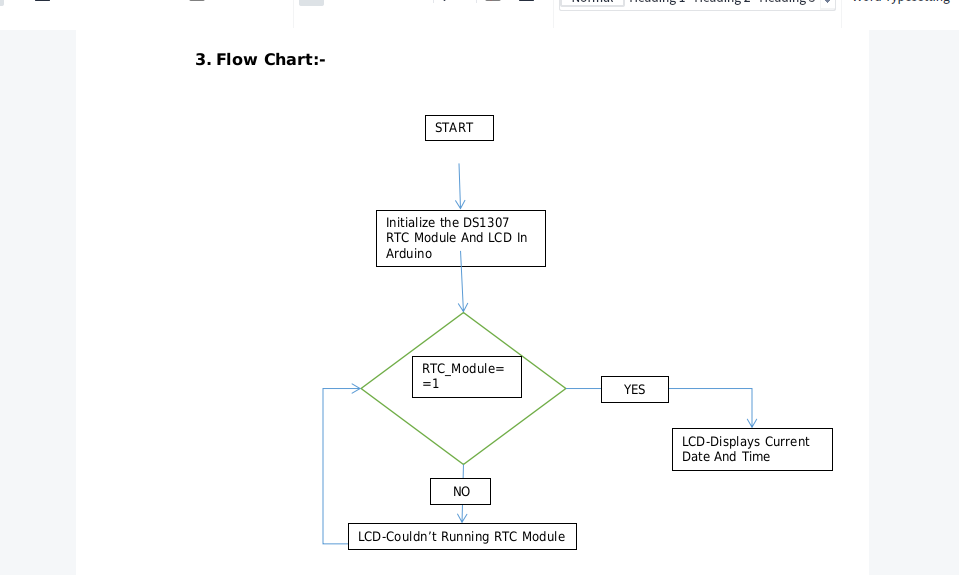 3. Flow Chart:-
START
Initialize the DS1307
RTC Module And LCD In
Arduino
RTC_Module=
=1
YES
LCD-Displays Current
Date And Time
NO
LCD-Couldn't Running RTC Module